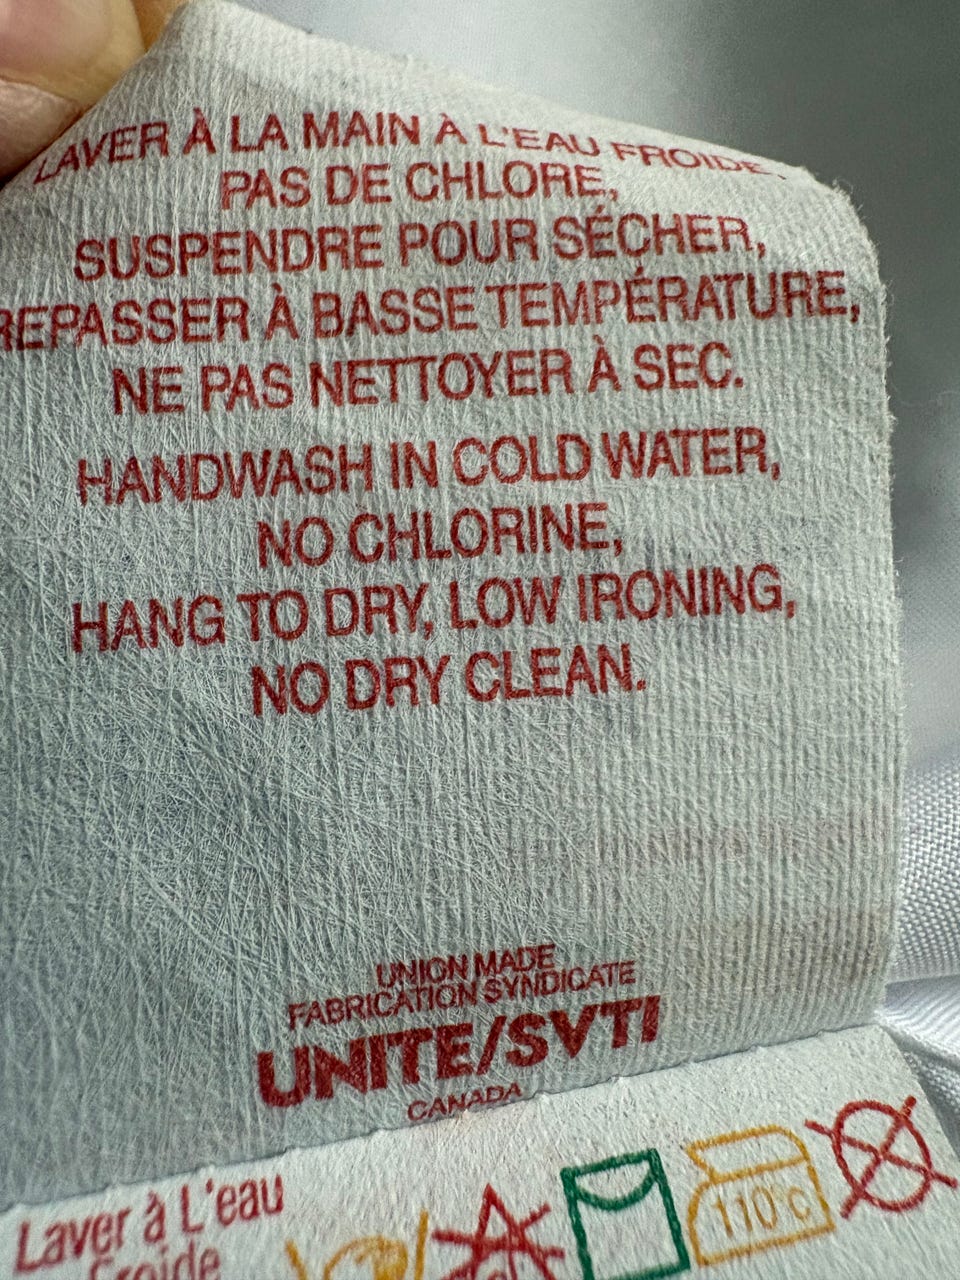 LAVER À LA MAIN À L'EAU FROIDE,
PAS DE CHLORE,
SUSPENDRE POUR SÉCHER,
REPASSER À BASSE TEMPÉRATURE,
NE PAS NETTOYER À SEC.
HANDWASH IN COLD WATER,
NO CHLORINE,
HANG TO DRY, LOW IRONING,
NO DRY CLEAN.
UNION MADE
FABRICATION SYNDICATE
UNITE/SVTI
CANADA
Laver à L'eau
Froide
110°c